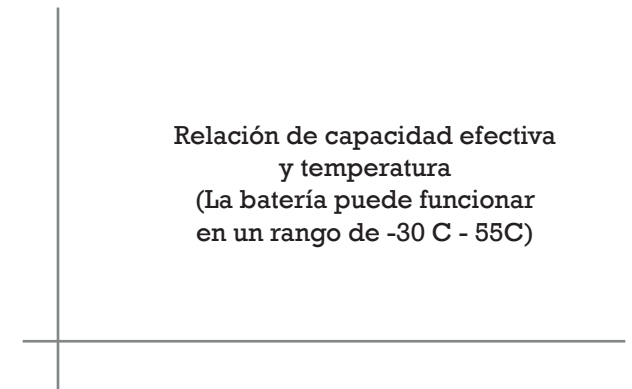 Relación de capacidad efectiva
y temperatura
(La batería puede funcionar
en un rango de -30 C - 55C)